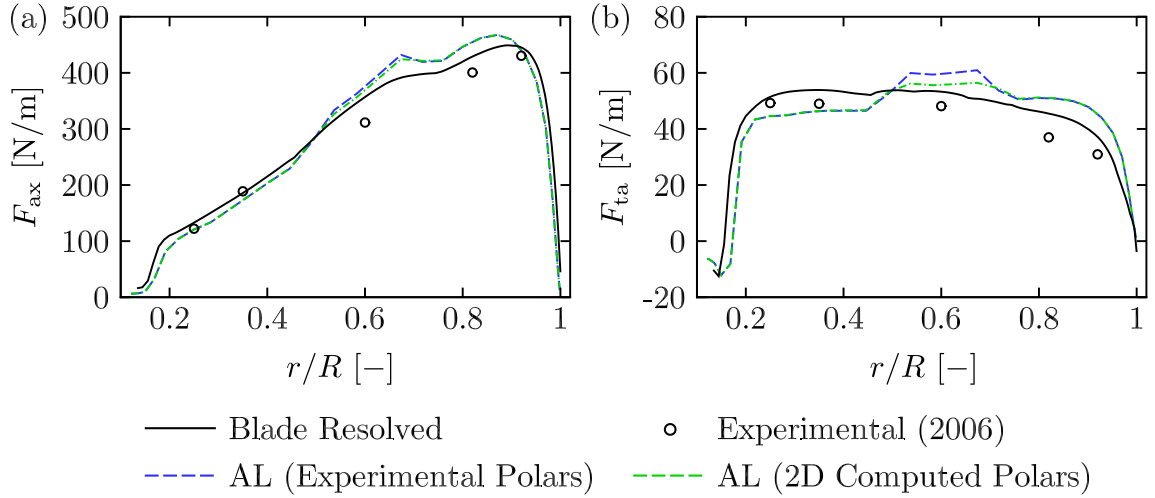 (a)
500
400
300
200
100
0
F_ax [N/m]
0.2 0.4 0.6 0.8 1
r/R [−]
(b)
80
60
40
20
0
-20
F_ta [N/m]
0.2 0.4 0.6 0.8 1
r/R [−]
Blade Resolved
Experimental (2006)
AL (Experimental Polars)
AL (2D Computed Polars)